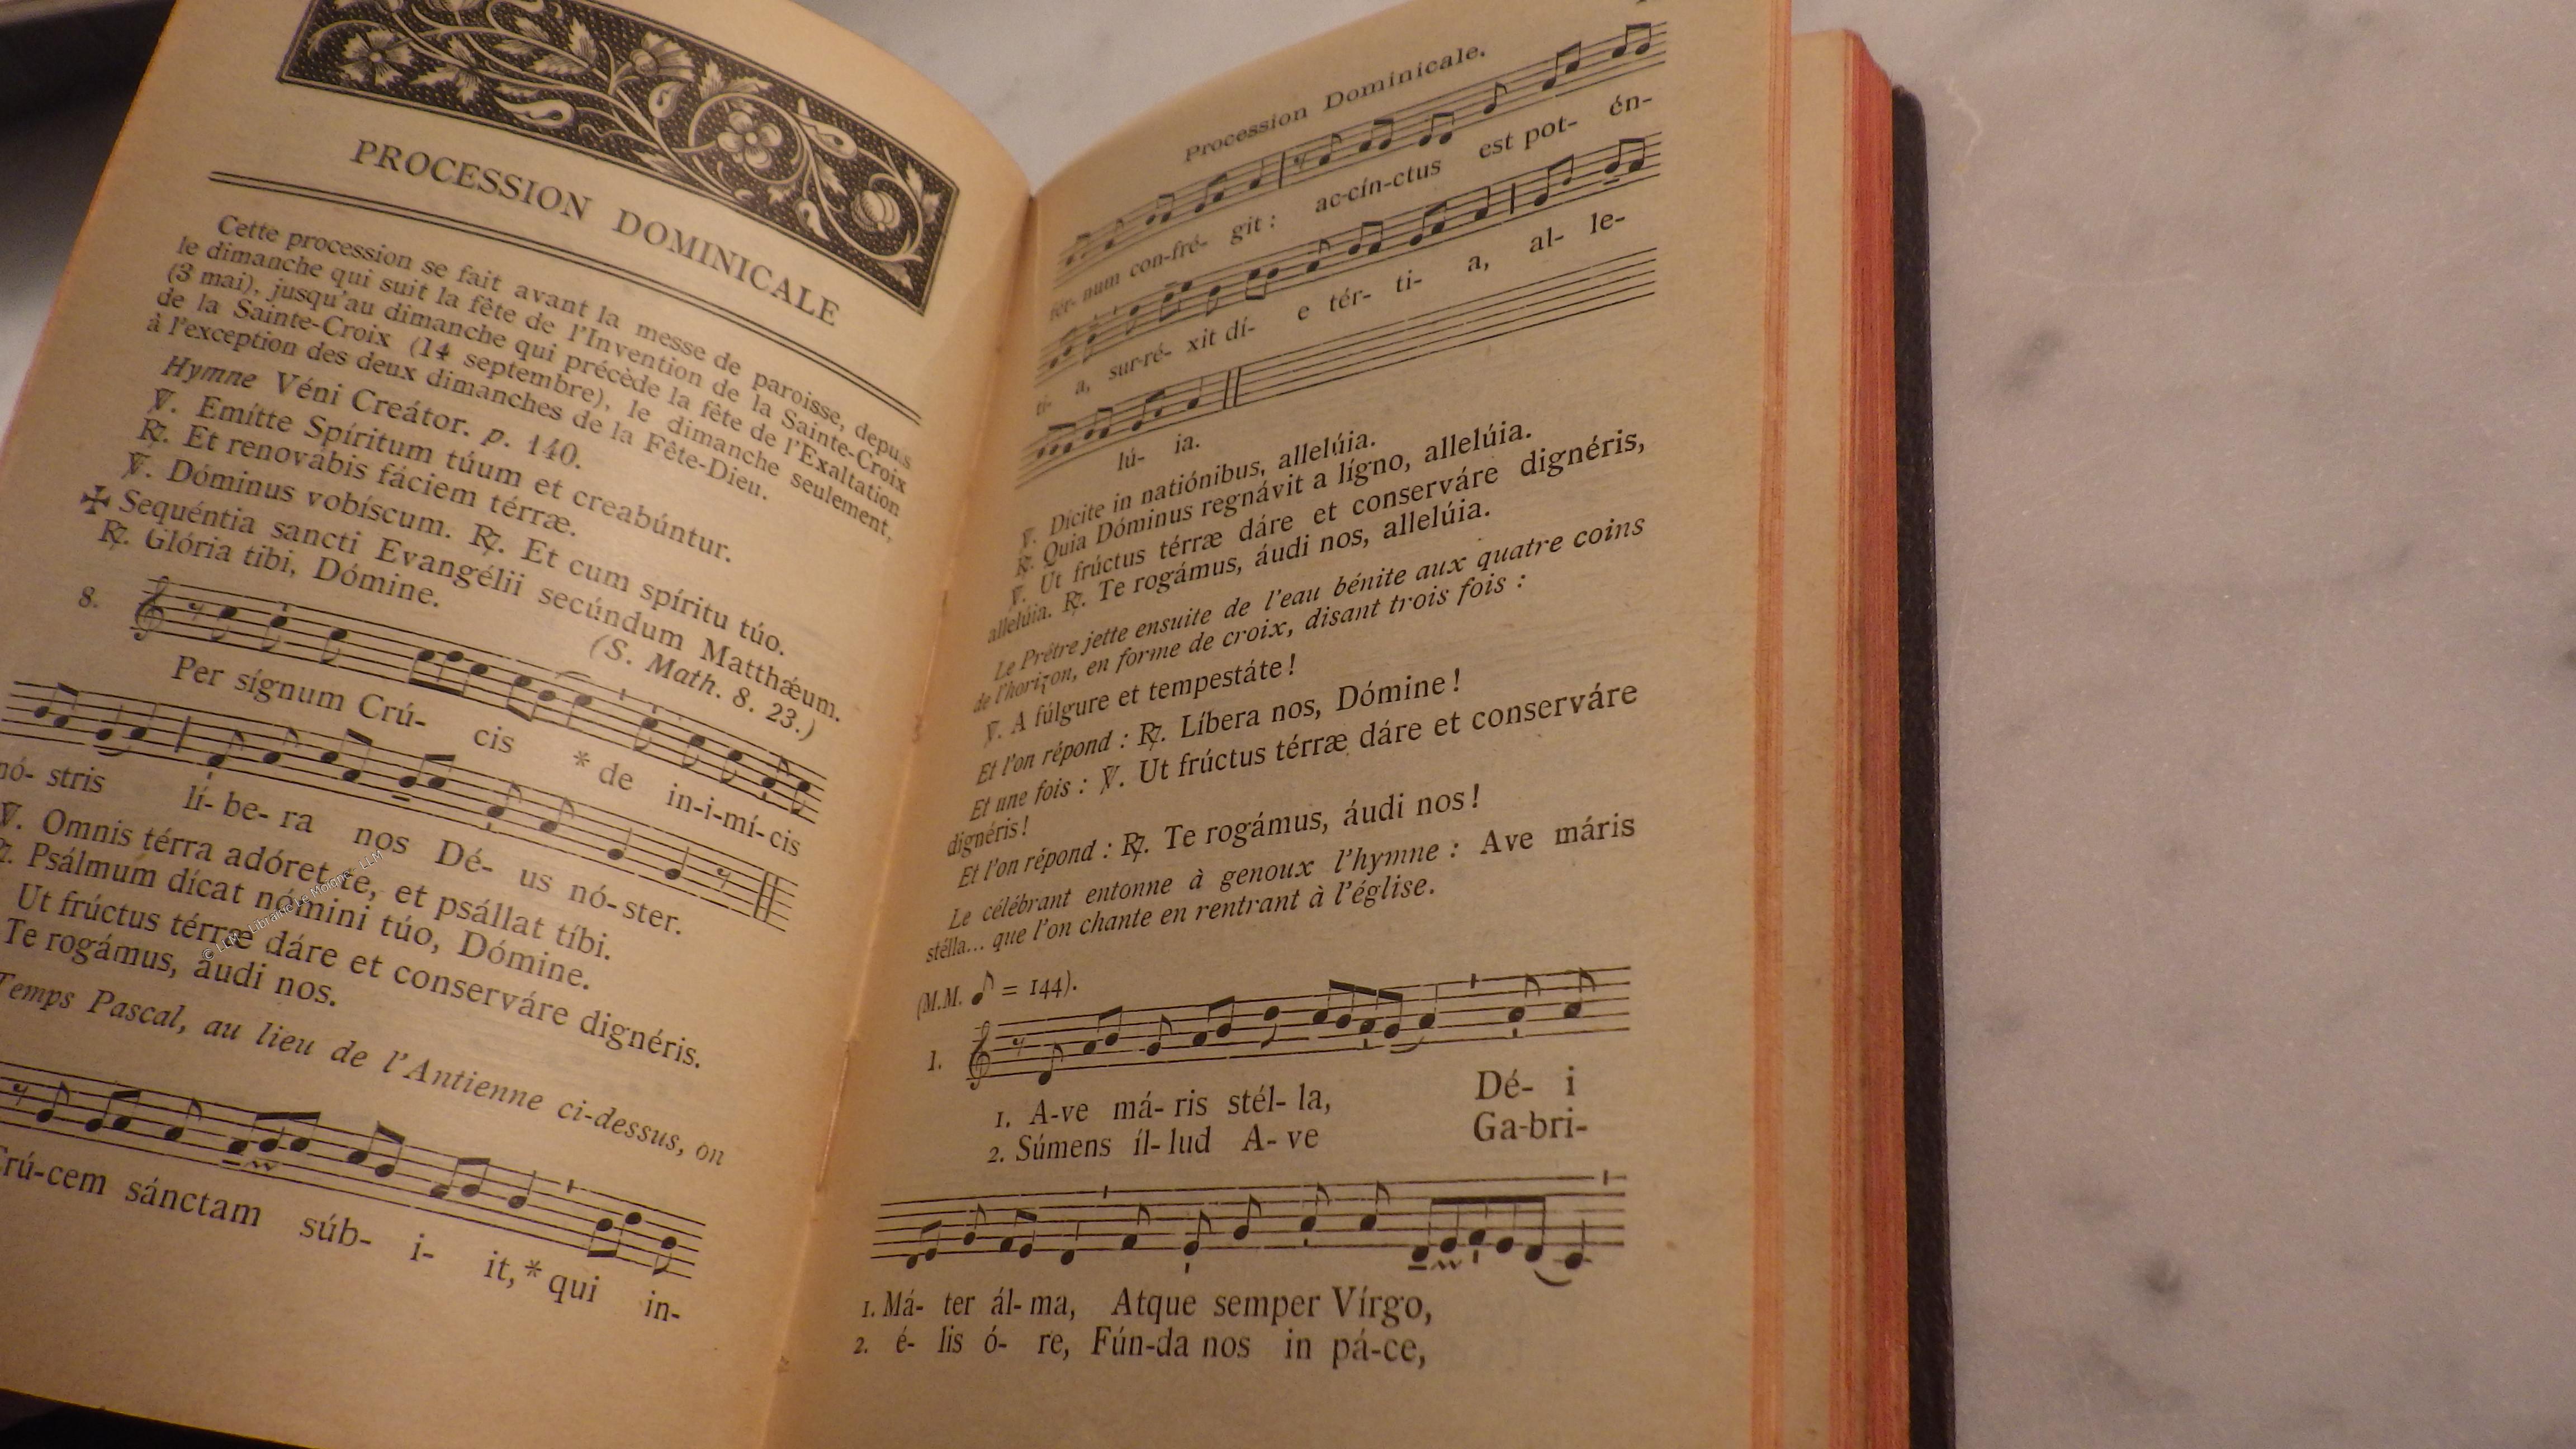 PROCESSION DOMINICALE
Cette procession se fait avant la messe de paroisse, depuis
le dimanche qui suit la fête de l'Invention de la Sainte-Croix
(3 mai), jusqu'au dimanche qui précède la fête de l'Exaltation
de la Sainte-Croix (14 septembre), le dimanche seulement,
à l'exception des deux dimanches de la Fête-Dieu.
Hymne Véni Creátor. p. 140.
℣. Emítte Spíritum túum et creabúntur.
℟. Et renovábis fáciem térræ.
℣. Dóminus vobíscum. ℟. Et cum spíritu túo.
✠ Sequéntia sancti Evangélii secúndum Matthǽum.
℟. Glória tibi, Dómine.
(S. Math. 8. 23.)
8.
Per sígnum Crú- cis * de in-i-mí-cis
nó- stris lí- be- ra nos Dé- us nó- ster.
℣. Omnis térra adóret te, et psállat tíbi.
℟. Psálmum dícat nómini túo, Dómine.
Ut frúctus térræ dáre et conserváre dignéris.
Te rogámus, áudi nos.
Temps Pascal, au lieu de l'Antienne ci-dessus, on
Crú-cem sánctam súb- i- it, * qui in-
© LLM - Librairie Le Moigne - LLM
Procession Dominicale.
fér- num con-fré- git : ac-cín-ctus est pot- én-
ti- a, sur-ré- xit dí- e tér- ti- a, al- le-
lú- ia.
℣. Dícite in natiónibus, allelúia.
℟. Quia Dóminus regnávit a lígno, allelúia.
℣. Ut frúctus térræ dáre et conserváre dignéris,
allelúia. ℟. Te rogámus, áudi nos, allelúia.
Le Prêtre jette ensuite de l'eau bénite aux quatre coins
de l'horizon, en forme de croix, disant trois fois :
℣. A fúlgure et tempestáte !
Et l'on répond : ℟. Líbera nos, Dómine !
Et une fois : ℣. Ut frúctus térræ dáre et conserváre
dignéris !
Et l'on répond : ℟. Te rogámus, áudi nos !
Le célébrant entonne à genoux l'hymne : Ave máris
stélla... que l'on chante en rentrant à l'église.
(M.M. ♪ = 144).
1.
1. A-ve má- ris stél- la, Dé- i
2. Súmens íl- lud A- ve Ga-bri-
1. Má- ter ál- ma, Atque semper Vírgo,
2. é- lis ó- re, Fún-da nos in pá-ce,